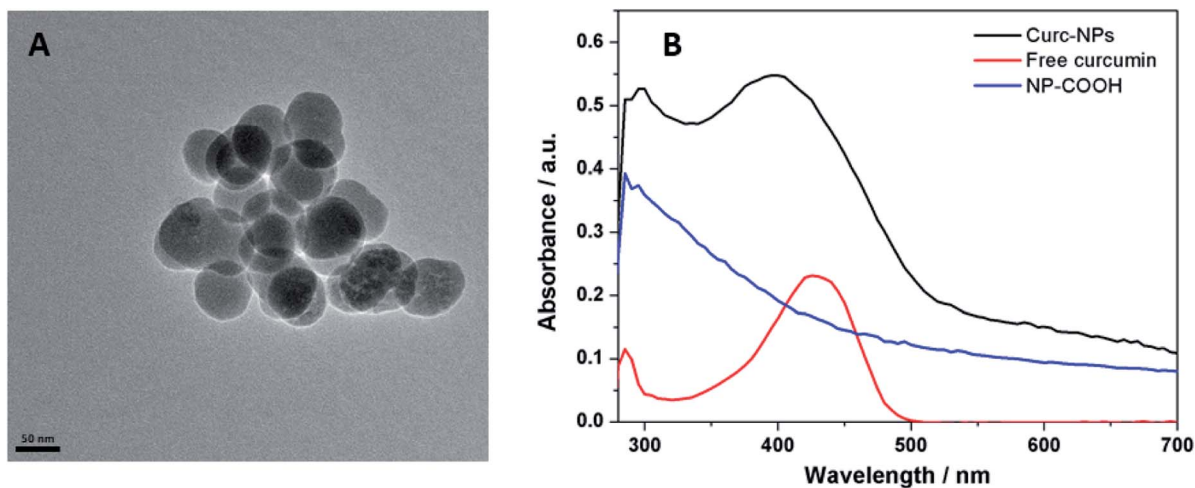 A
50 nm
B
Curc-NPs
Free curcumin
NP-COOH
Absorbance / a.u.
0.6
0.5
0.4
0.3
0.2
0.1
0.0
300 400 500 600 700
Wavelength / nm